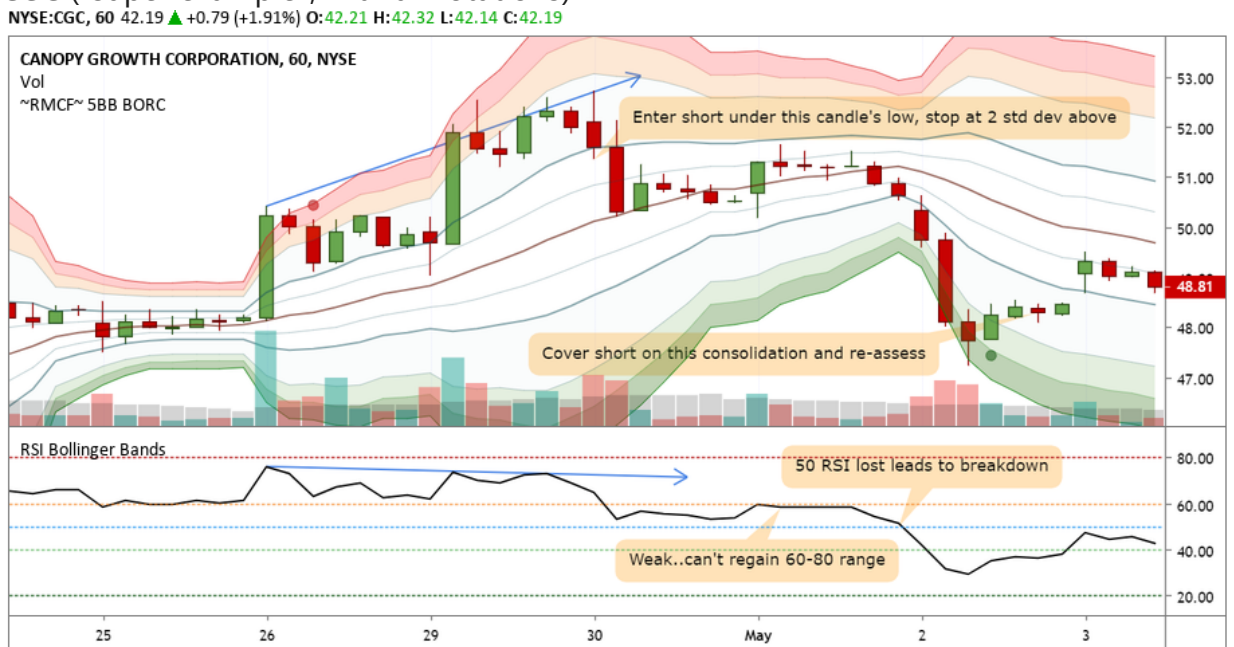 NYSE:CGC, 60 42.19 ▲ +0.79 (+1.91%) O:42.21 H:42.32 L:42.14 C:42.19
CANOPY GROWTH CORPORATION, 60, NYSE
Vol
~RMCF~ 5BB BORC
53.00
Enter short under this candle's low, stop at 2 std dev above
52.00
51.00
50.00
48.81
48.00
Cover short on this consolidation and re-assess
47.00
RSI Bollinger Bands
80.00
50 RSI lost leads to breakdown
60.00
Weak..can't regain 60-80 range
40.00
20.00
25 26 29 30 May 2 3